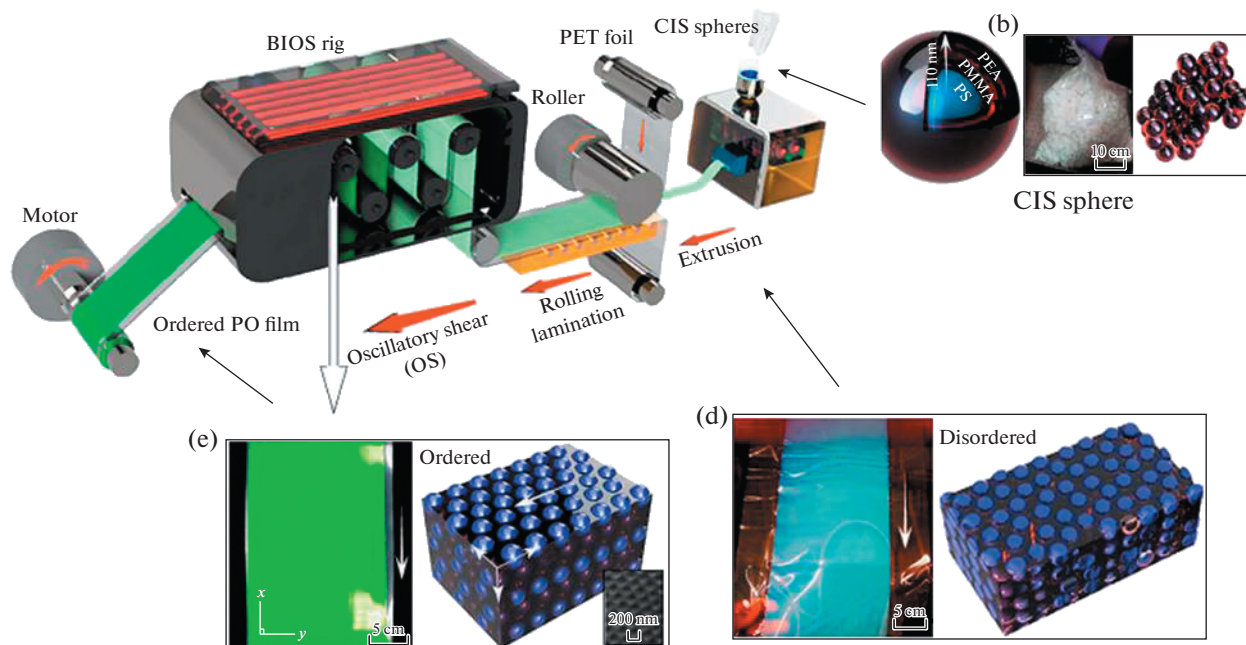 BIOS rig
PET foil
CIS spheres
Roller
Motor
Extrusion
Rolling
lamination
Oscillatory shear
(OS)
Ordered PO film
(b)
110 nm
PEA
PMMA
PS
10 cm
CIS sphere
(e)
Ordered
x
y
5 cm
200 nm
(d)
Disordered
5 cm